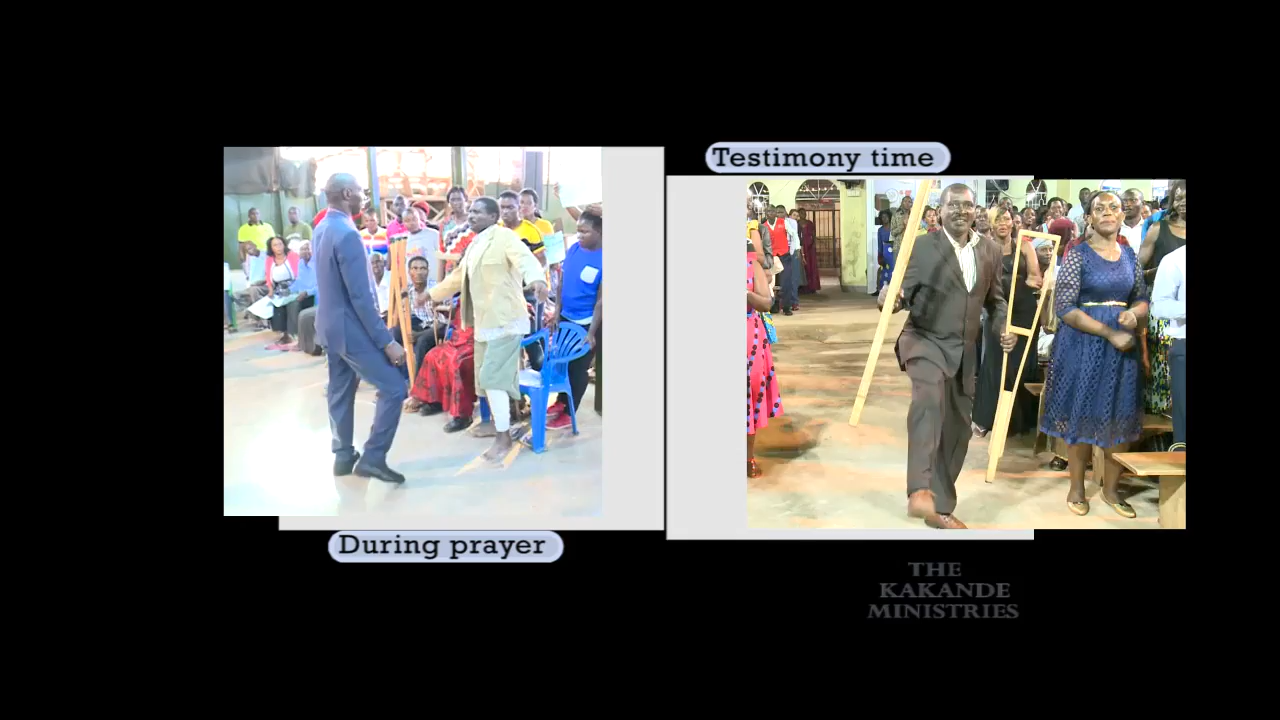 Testimony time
During prayer
THE
KAKANDE
MINISTRIES